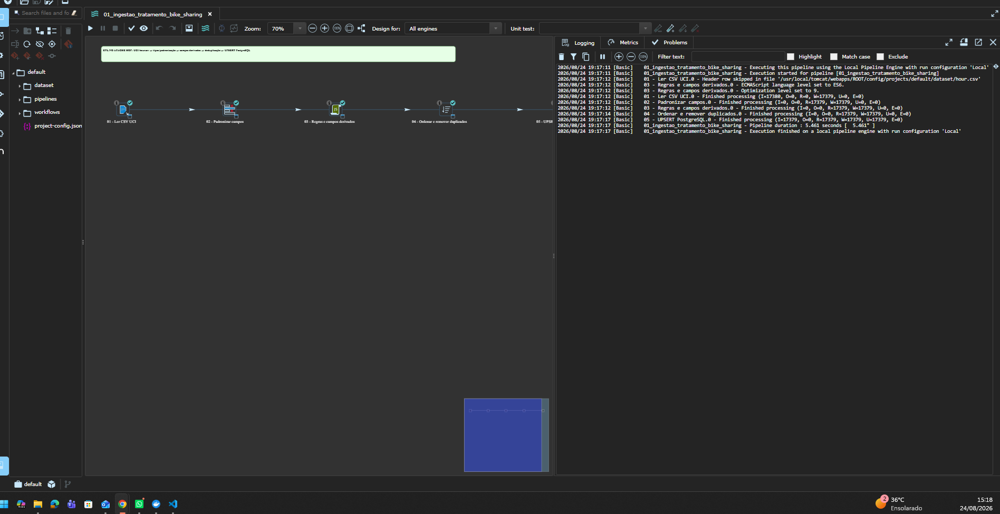 Search files and fo
01_ingestao_tratamento_bike_sharing
Zoom:
70%
Design for:
All engines
Unit test:
default
dataset
pipelines
workflows
project-config.json
ETL NO APACHE HOP: UCI hour.csv → tipos/padronização → campos derivados → deduplicação → UPSERT PostgreSQL
01 - Ler CSV UCI
02 - Padronizar campos
03 - Regras e campos derivados
04 - Ordenar e remover duplicados
05 - UPSE
Logging
Metrics
Problems
Filter text:
Highlight
Match case
Exclude
2026/08/24 19:17:11 [Basic] 01_ingestao_tratamento_bike_sharing - Executing this pipeline using the Local Pipeline Engine with run configuration 'Local'
2026/08/24 19:17:11 [Basic] 01_ingestao_tratamento_bike_sharing - Execution started for pipeline [01_ingestao_tratamento_bike_sharing]
2026/08/24 19:17:12 [Basic] 01 - Ler CSV UCI.0 - Header row skipped in file '/usr/local/tomcat/webapps/ROOT/config/projects/default/dataset/hour.csv'
2026/08/24 19:17:12 [Basic] 03 - Regras e campos derivados.0 - ECMAScript language level set to ES6.
2026/08/24 19:17:12 [Basic] 03 - Regras e campos derivados.0 - Optimization level set to 9.
2026/08/24 19:17:12 [Basic] 01 - Ler CSV UCI.0 - Finished processing (I=17380, O=0, R=0, W=17379, U=0, E=0)
2026/08/24 19:17:12 [Basic] 02 - Padronizar campos.0 - Finished processing (I=0, O=0, R=17379, W=17379, U=0, E=0)
2026/08/24 19:17:12 [Basic] 03 - Regras e campos derivados.0 - Finished processing (I=0, O=0, R=17379, W=17379, U=0, E=0)
2026/08/24 19:17:14 [Basic] 04 - Ordenar e remover duplicados.0 - Finished processing (I=0, O=0, R=17379, W=17379, U=0, E=0)
2026/08/24 19:17:17 [Basic] 05 - UPSERT PostgreSQL.0 - Finished processing (I=17379, O=0, R=17379, W=17379, U=17379, E=0)
2026/08/24 19:17:17 [Basic] 01_ingestao_tratamento_bike_sharing - Pipeline duration : 5.461 seconds [ 5.461" ]
2026/08/24 19:17:17 [Basic] 01_ingestao_tratamento_bike_sharing - Execution finished on a local pipeline engine with run configuration 'Local'
default
2
36°C
Ensolarado
15:18
24/08/2026